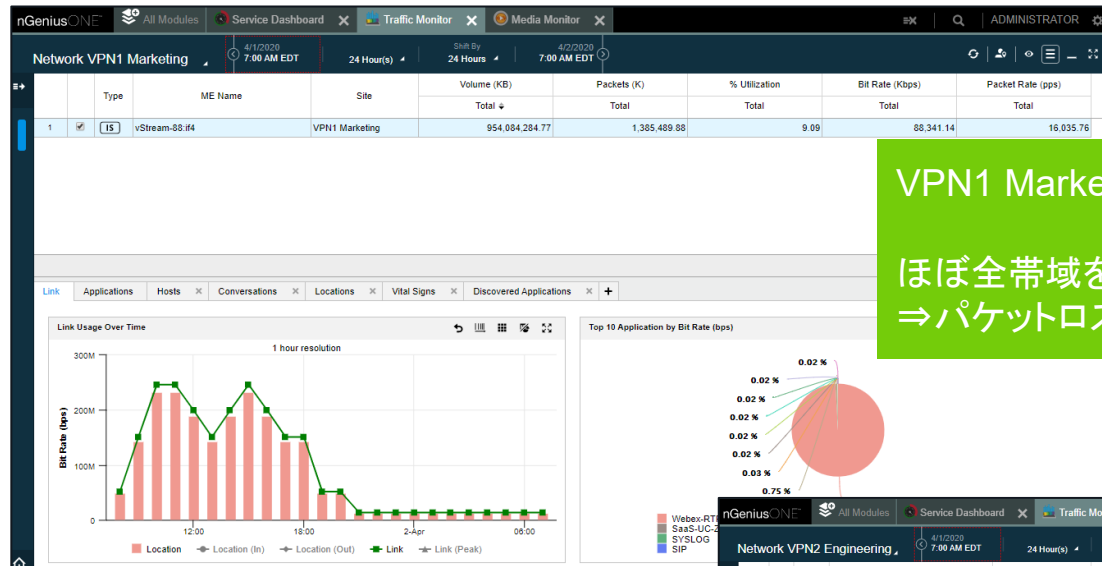 nGeniusONE All Modules Service Dashboard Traffic Monitor Media Monitor ADMINISTRATOR
Network VPN1 Marketing 4/1/2020 7:00 AM EDT 24 Hour(s) Shift By 24 Hours 4/2/2020 7:00 AM EDT
Type ME Name Site Volume (KB) Packets (K) % Utilization Bit Rate (Kbps) Packet Rate (pps)
Total Total Total Total Total
1 IS vStream-88:if4 VPN1 Marketing 954,084,284.77 1,385,489.88 9.09 88,341.14 16,035.76
VPN1 Marke
ほぼ全帯域を
⇒パケットロス
Link Applications Hosts Conversations Locations Vital Signs Discovered Applications
Link Usage Over Time
1 hour resolution
300M
200M
100M
0
Bit Rate (bps)
12:00 18:00 2-Apr 06:00
Location Location (In) Location (Out) Link Link (Peak)
Top 10 Application by Bit Rate (bps)
0.02 %
0.02 %
0.02 %
0.02 %
0.02 %
0.02 %
0.03 %
0.75 %
Webex-RT
SaaS-UC-Z
SYSLOG
SIP
nGeniusONE All Modules Service Dashboard Traffic Mo
Network VPN2 Engineering 4/1/2020 7:00 AM EDT 24 Hour(s)